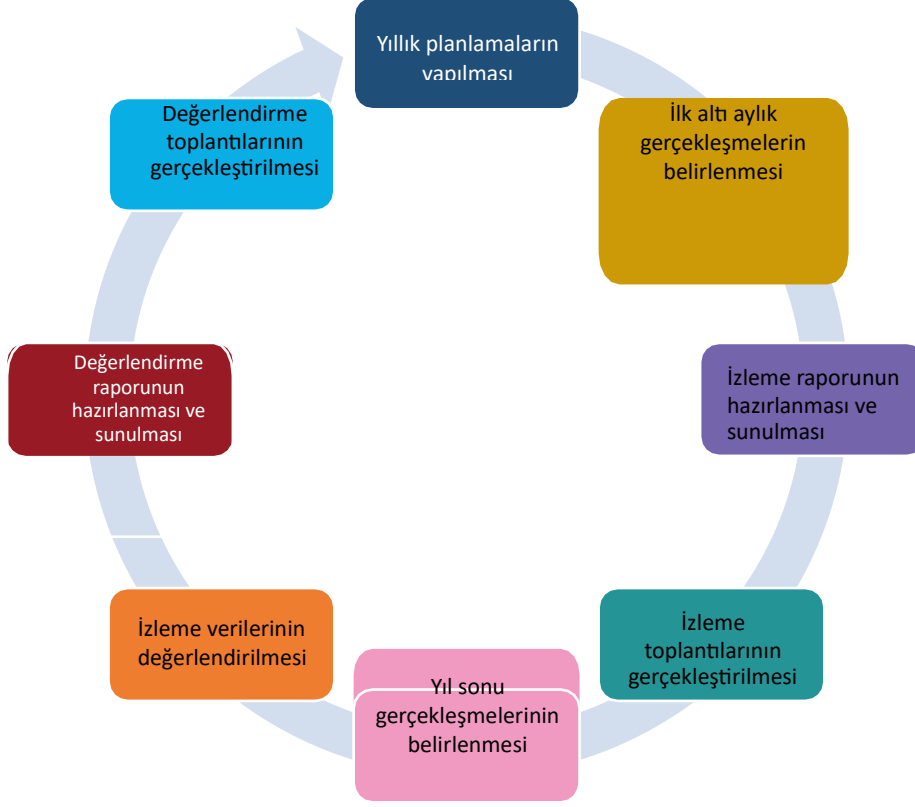 Yıllık planlamaların
yapılması
İlk altı aylık
gerçekleşmelerin
belirlenmesi
İzleme raporunun
hazırlanması ve
sunulması
İzleme
toplantılarının
gerçekleştirilmesi
Yıl sonu
gerçekleşmelerinin
belirlenmesi
İzleme verilerinin
değerlendirilmesi
Değerlendirme
raporunun
hazırlanması ve
sunulması
Değerlendirme
toplantılarının
gerçekleştirilmesi